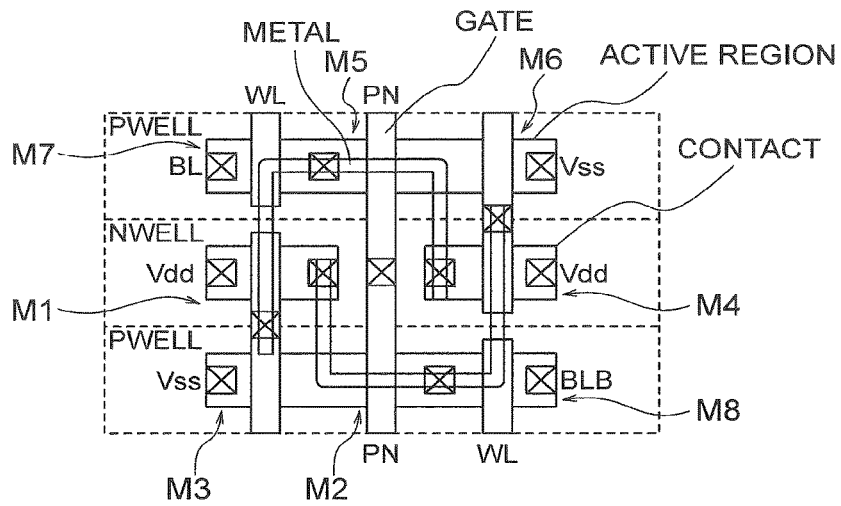 GATE
METAL
M5
M6
ACTIVE REGION
WL
PN
PWELL
M7
BL
Vss
CONTACT
NWELL
Vdd
Vdd
M1
M4
PWELL
Vss
BLB
M8
PN
WL
M3
M2